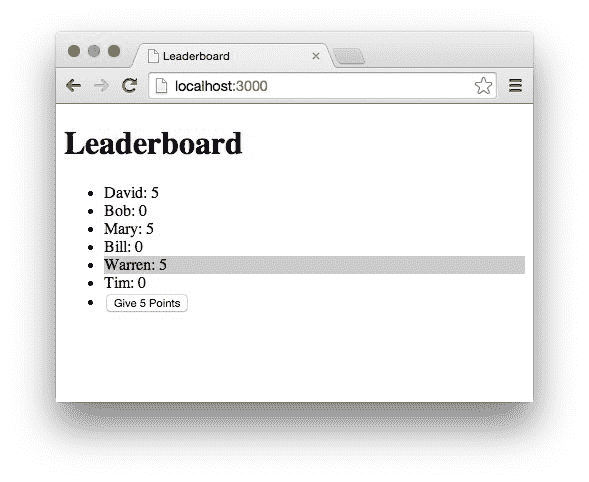 Leaderboard
localhost:3000
Leaderboard
David: 5
Bob: 0
Mary: 5
Bill: 0
Warren: 5
Tim: 0
Give 5 Points